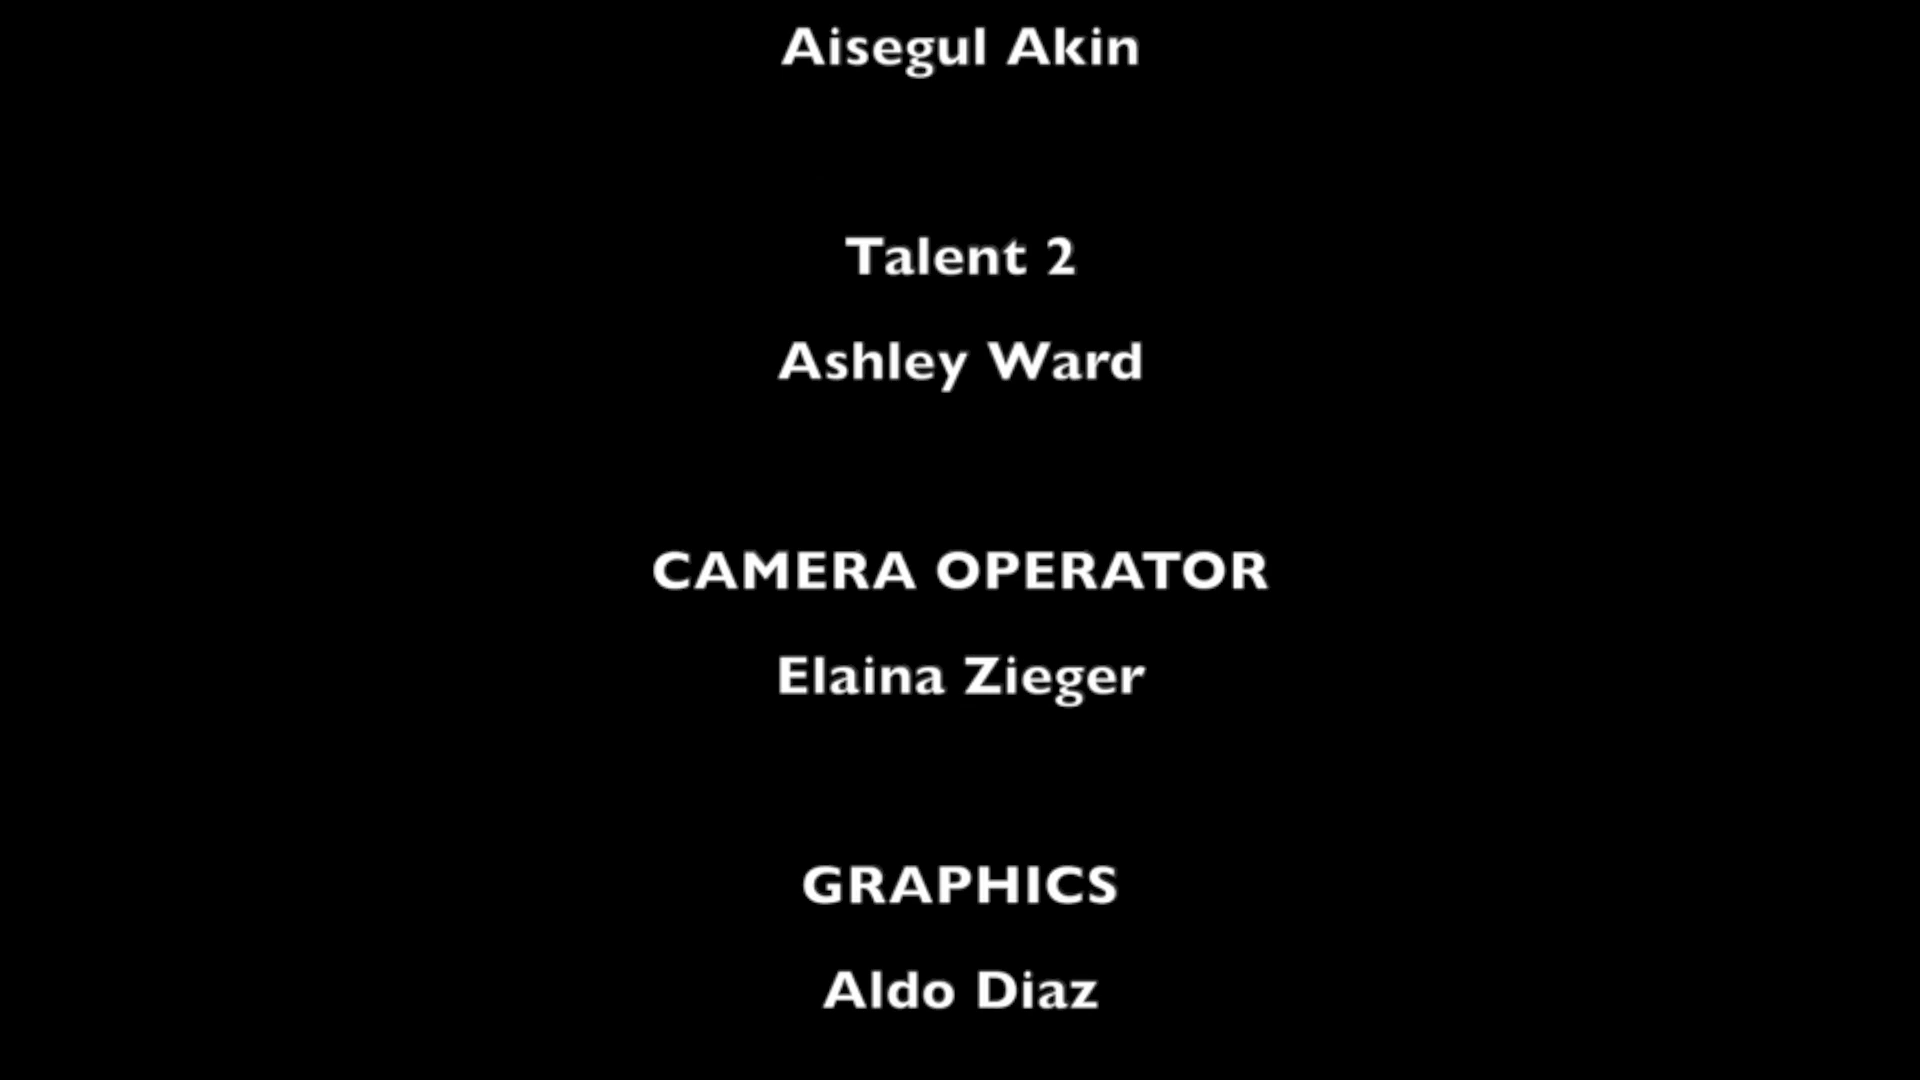 Aisegul Akin
Talent 2
Ashley Ward
CAMERA OPERATOR
Elaina Zieger
GRAPHICS
Aldo Diaz